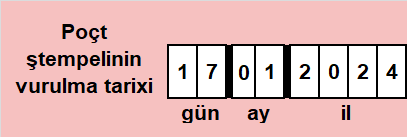 Poçt
ştempelinin
vurulma tarixi
1 7 0 1 2 0 2 4
gün ay il